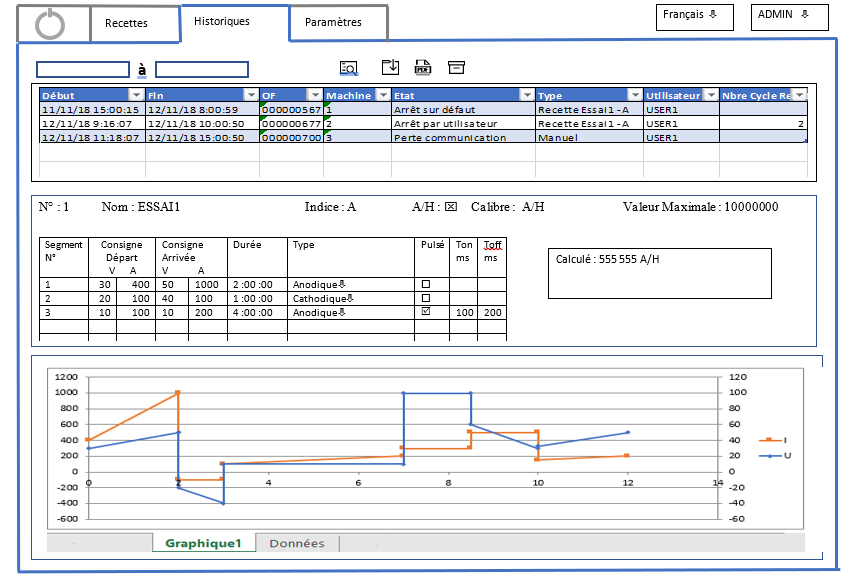 Recettes Historiques Paramètres Français ADMIN
à
Début Fin OF Machine Etat Type Utilisateur Nbre Cycle Re
11/11/18 15:00:15 12/11/18 8:00:59 000000567 1 Arrêt sur défaut Recette Essai1 -A USER1
12/11/18 9:16:07 12/11/18 10:00:50 000000677 2 Arrêt par utilisateur Recette Essai1 -A USER1 2
12/11/18 11:18:07 12/11/18 15:00:50 000000700 3 Perte communication Manuel USER1
N° : 1 Nom : ESSAI1 Indice : A A/H : ☒ Calibre : A/H Valeur Maximale : 10000000
Segment Consigne Consigne Durée Type Pulsé Ton Toff
N° Départ Arrivée ms ms
V A V A
1 30 400 50 1000 2 :00 :00 Anodique
2 20 100 40 100 1 :00 :00 Cathodique
3 10 100 10 200 4 :00 :00 Anodique 100 200
Calculé : 555 555 A/H
1200 120
1000 100
800 80
600 60
400 40
200 20
0 0
-200 -20
-400 -40
-600 -60
0 2 4 6 8 10 12 14
I
U
Graphique1 Données